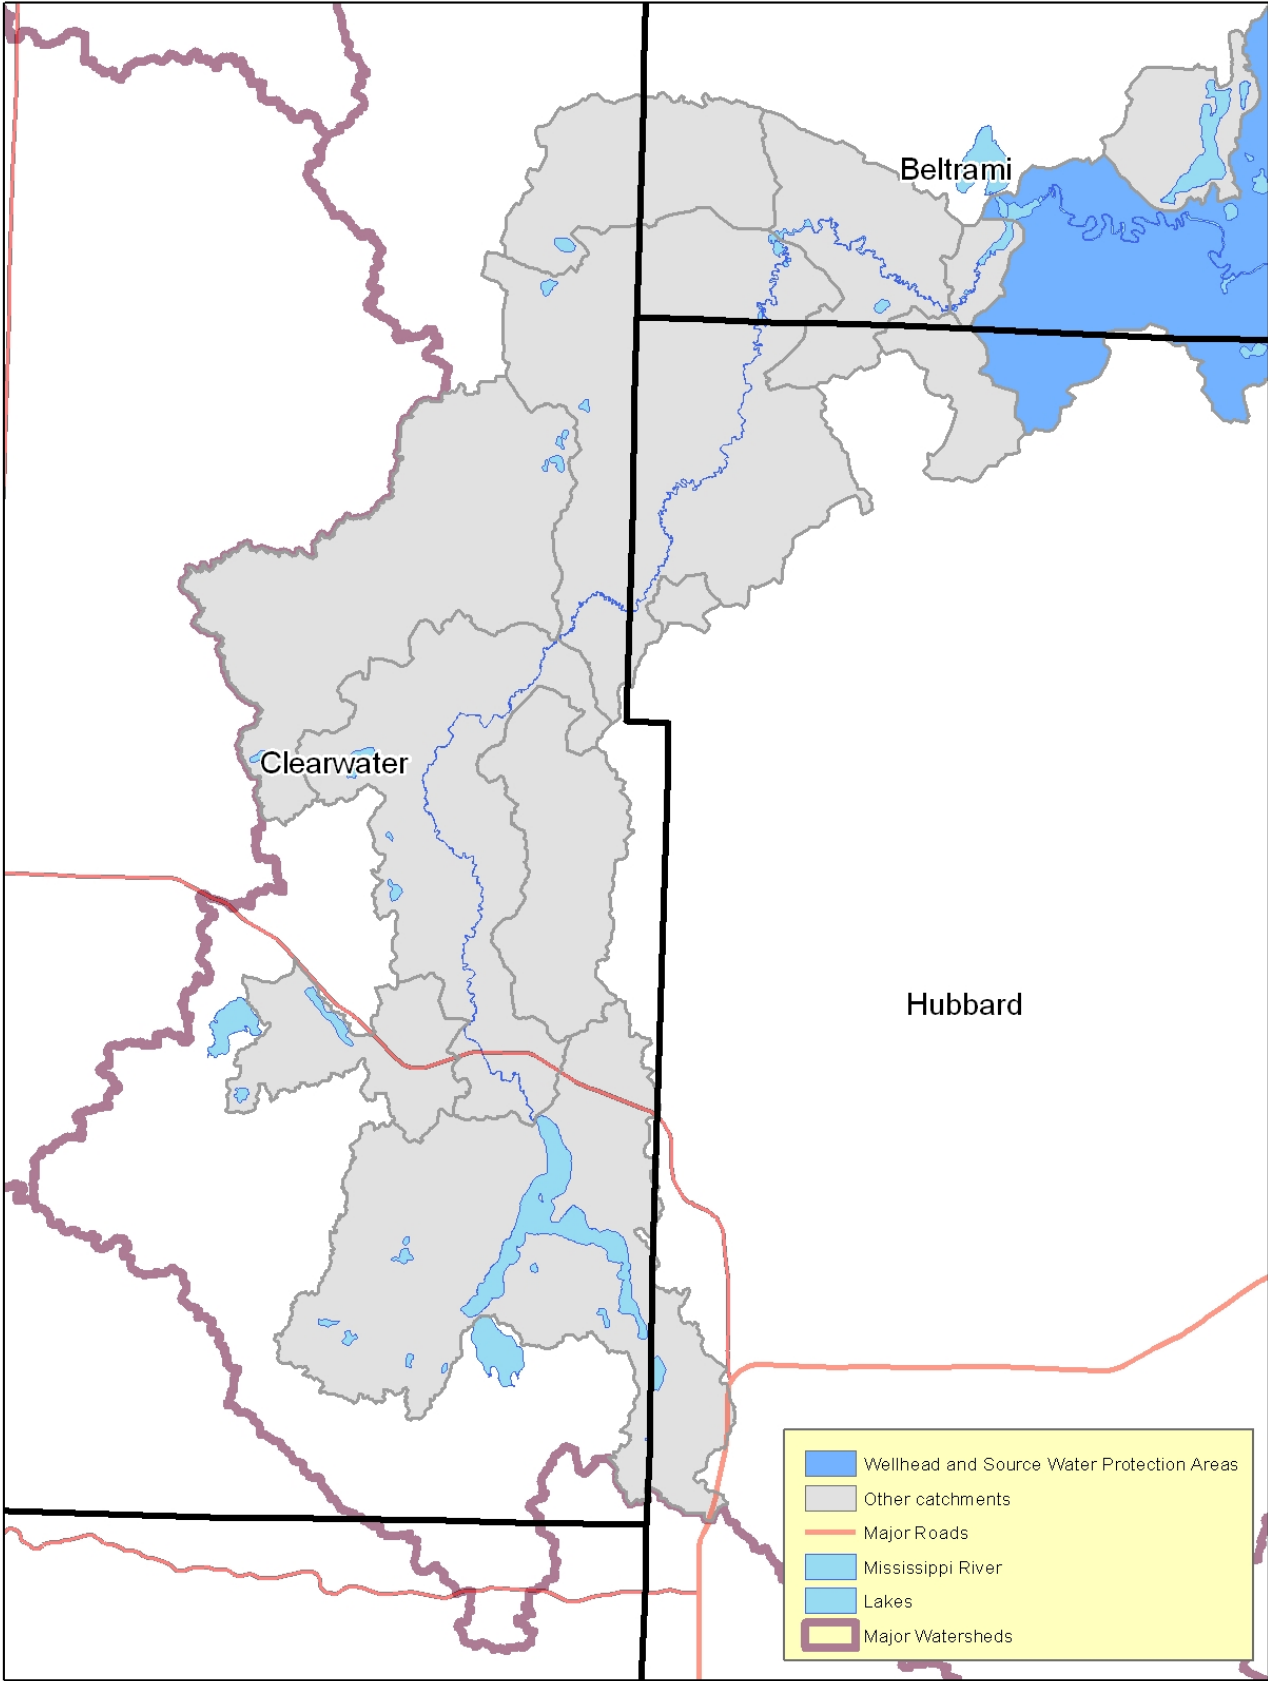 Beltrami
Clearwater
Hubbard
Wellhead and Source Water Protection Areas
Other catchments
Major Roads
Mississippi River
Lakes
Major Watersheds